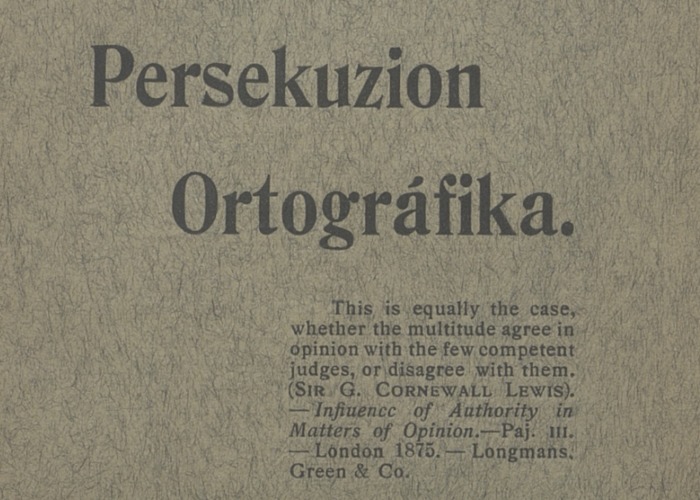 Persekuzion
Ortográfika.
This is equally the case,
whether the multitude agree in
opinion with the few competent
judges, or disagree with them.
(SIR G. CORNEWALL LEWIS).
—Influence of Authority in
Matters of Opinion.—Paj. III.
—London 1875.—Longmans,
Green & Co.